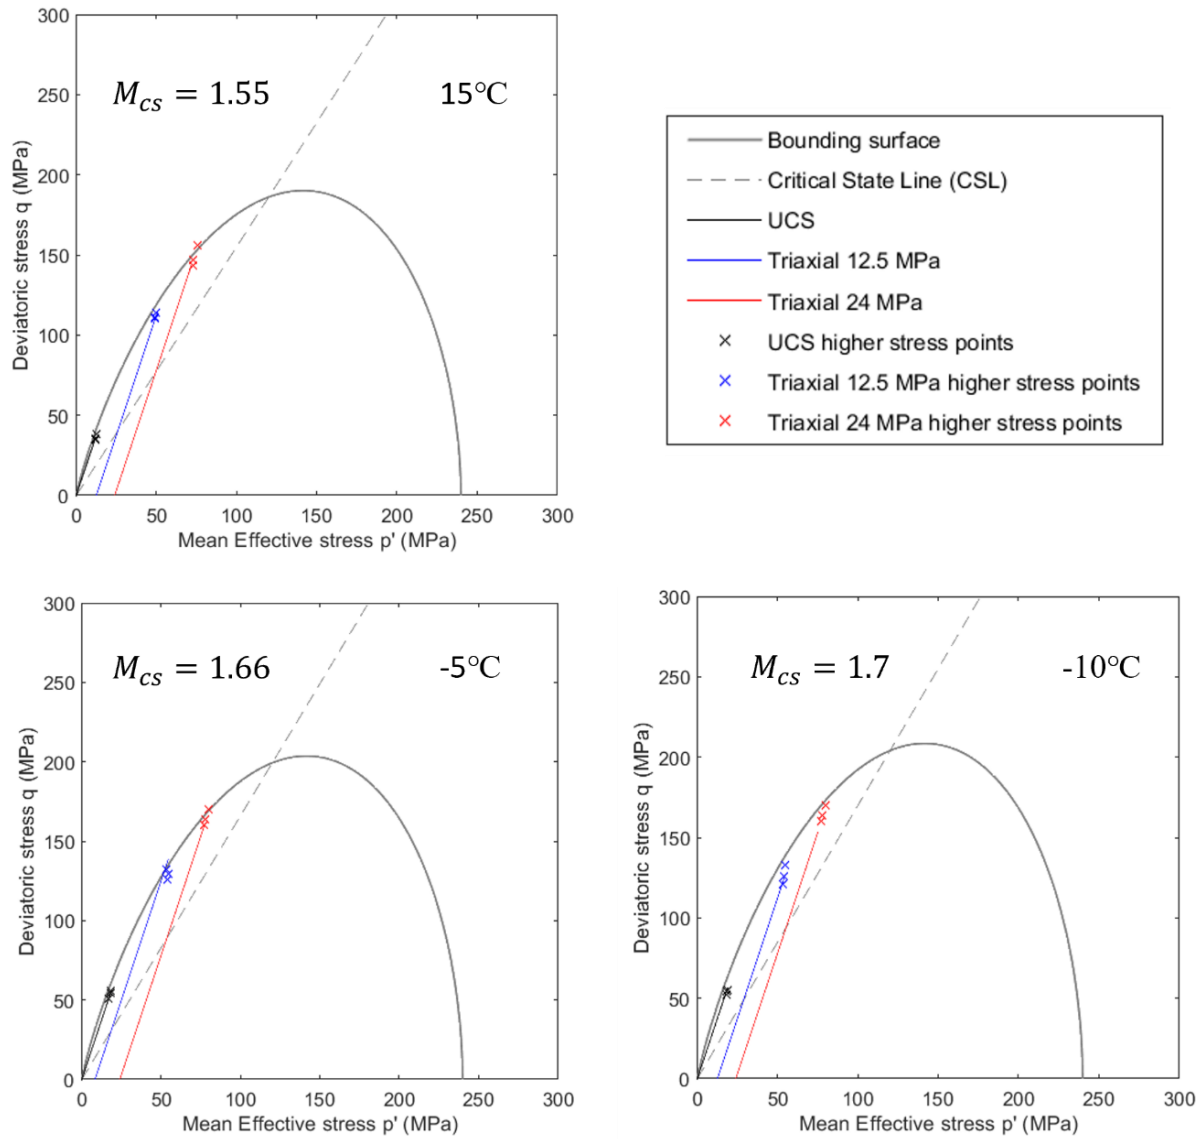 M_cs = 1.55
15°C
300
250
200
150
100
50
0
Deviatoric stress q (MPa)
0 50 100 150 200 250 300
Mean Effective stress p' (MPa)
Bounding surface
Critical State Line (CSL)
UCS
Triaxial 12.5 MPa
Triaxial 24 MPa
UCS higher stress points
Triaxial 12.5 MPa higher stress points
Triaxial 24 MPa higher stress points
M_cs = 1.66
-5°C
300
250
200
150
100
50
0
Deviatoric stress q (MPa)
0 50 100 150 200 250 300
Mean Effective stress p' (MPa)
M_cs = 1.7
-10°C
300
250
200
150
100
50
0
Deviatoric stress q (MPa)
0 50 100 150 200 250 300
Mean Effective stress p' (MPa)